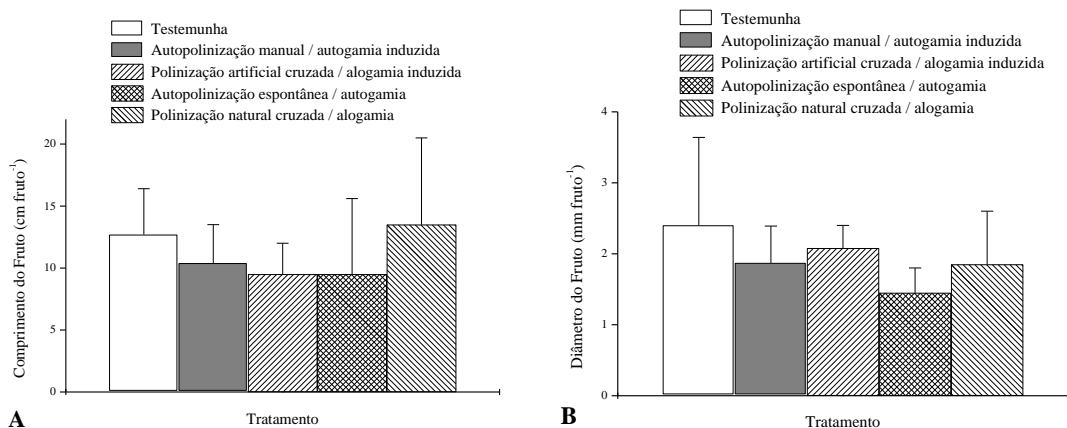 Testemunha
Autopolinização manual / autogamia induzida
Polinização artificial cruzada / alogamia induzida
Autopolinização espontânea / autogamia
Polinização natural cruzada / alogamia
Comprimento do Fruto (cm fruto⁻¹)
20
15
10
5
0
Tratamento
A
Testemunha
Autopolinização manual / autogamia induzida
Polinização artificial cruzada / alogamia induzida
Autopolinização espontânea / autogamia
Polinização natural cruzada / alogamia
Diâmetro do Fruto (mm fruto⁻¹)
4
3
2
1
0
Tratamento
B